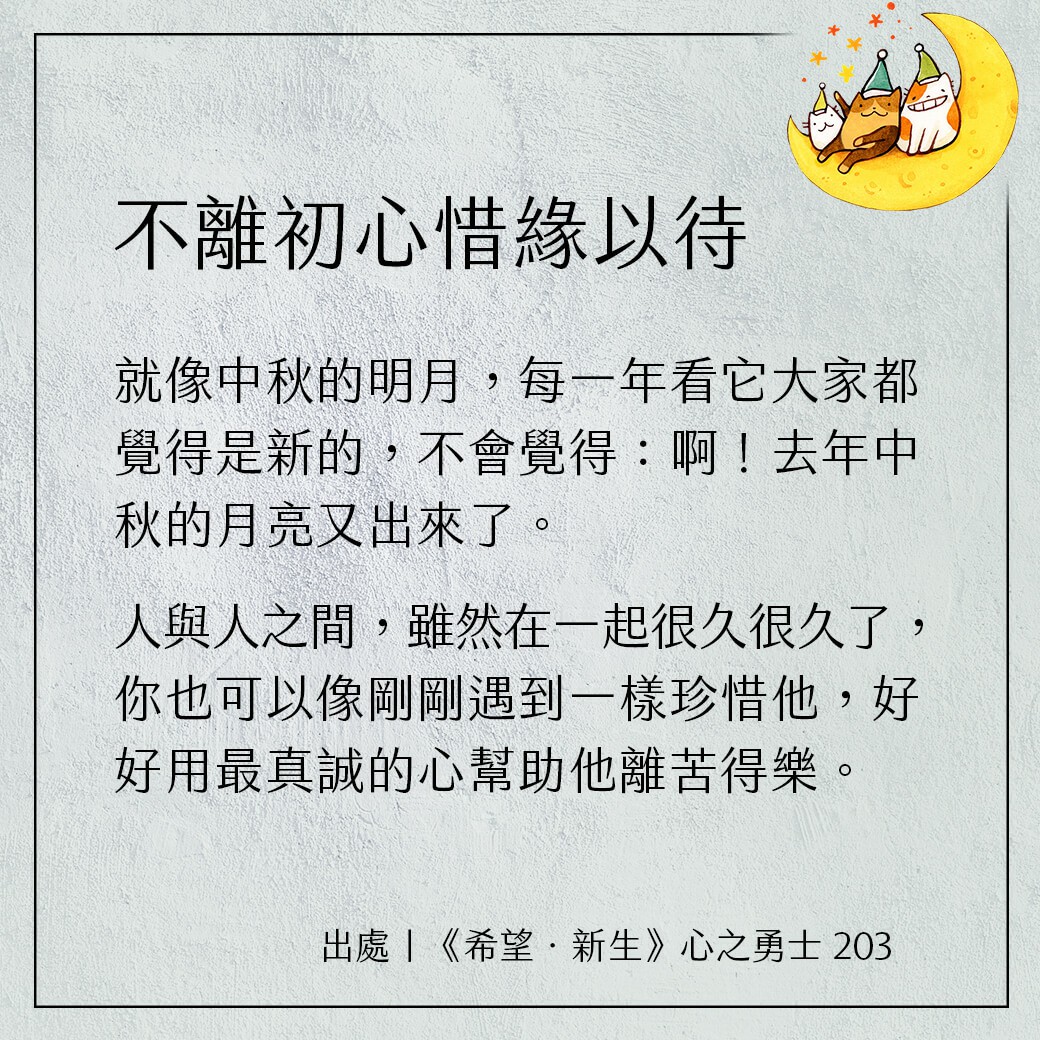 不離初心惜緣以待
就像中秋的明月，每一年看它大家都
覺得是新的，不會覺得：啊！去年中
秋的月亮又出來了。
人與人之間，雖然在一起很久很久了，
你也可以像剛剛遇到一樣珍惜他，好
好用最真誠的心幫助他離苦得樂。
出處｜《希望．新生》心之勇士 203